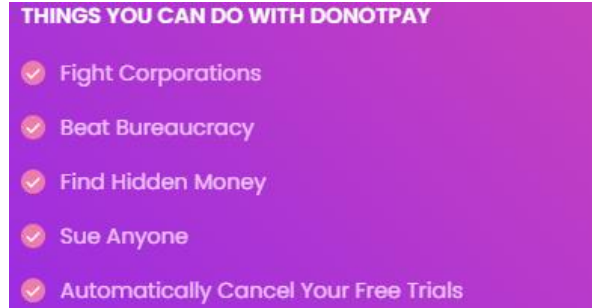 THINGS YOU CAN DO WITH DONOTPAY
Fight Corporations
Beat Bureaucracy
Find Hidden Money
Sue Anyone
Automatically Cancel Your Free Trials